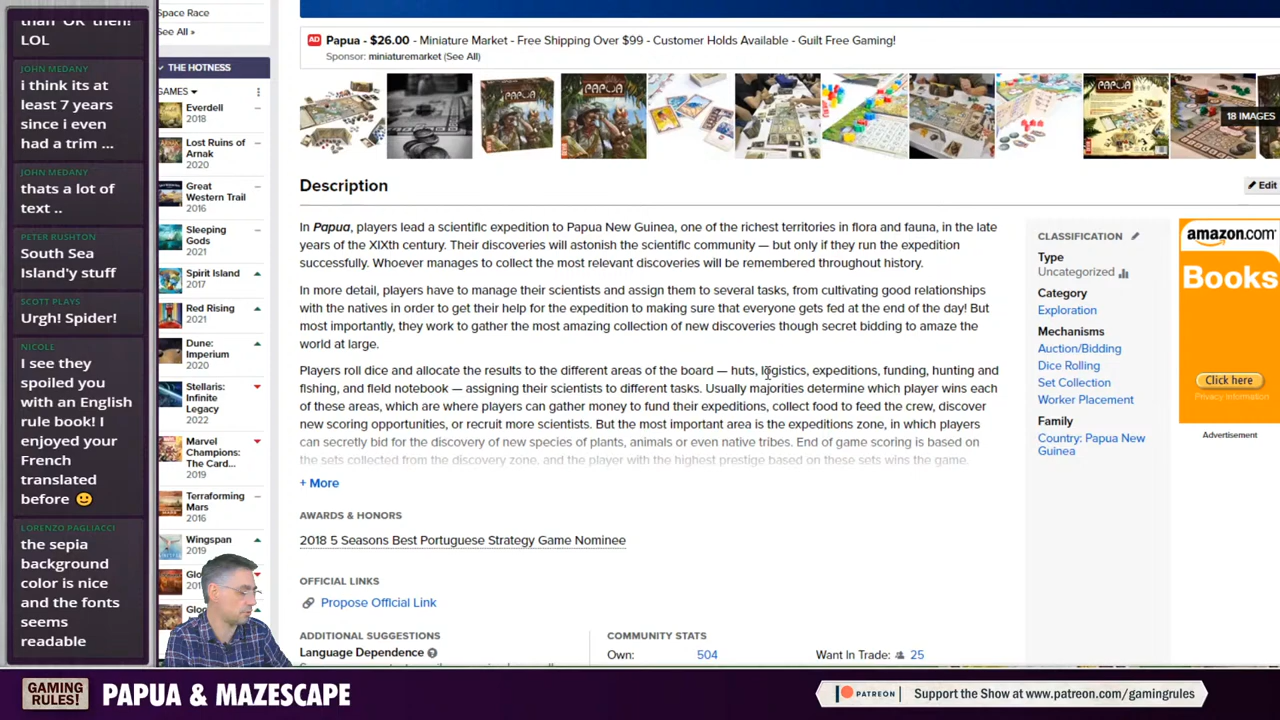 than "OK" then!
LOL
JOHN MEDANY
i think its at
least 7 years
since i even
had a trim ...
JOHN MEDANY
thats a lot of
text ..
PETER RUSHTON
South Sea
Island'y stuff
SCOTT PLAYS
Urgh! Spider!
NICOLE
I see they
spoiled you
with an English
rule book! I
enjoyed your
French
translated
before 🙂
LORENZO PAGLIACCI
the sepia
background
color is nice
and the fonts
seems
readable
Space Race
See All »
THE HOTNESS
GAMES
Everdell
2018
Lost Ruins of
Arnak
2020
Great
Western Trail
2016
Sleeping
Gods
2021
Spirit Island
2017
Red Rising
2021
Dune:
Imperium
2020
Stellaris:
Infinite
Legacy
2022
Marvel
Champions:
The Card...
2019
Terraforming
Mars
2016
Wingspan
2019
AD Papua - $26.00 - Miniature Market - Free Shipping Over $99 - Customer Holds Available - Guilt Free Gaming!
Sponsor: miniaturemarket (See All)
PAPUA
PAPUA
PAPUA
18 IMAGES
Description
Edit
In Papua, players lead a scientific expedition to Papua New Guinea, one of the richest territories in flora and fauna, in the late
years of the XIXth century. Their discoveries will astonish the scientific community — but only if they run the expedition
successfully. Whoever manages to collect the most relevant discoveries will be remembered throughout history.
In more detail, players have to manage their scientists and assign them to several tasks, from cultivating good relationships
with the natives in order to get their help for the expedition to making sure that everyone gets fed at the end of the day! But
most importantly, they work to gather the most amazing collection of new discoveries though secret bidding to amaze the
world at large.
Players roll dice and allocate the results to the different areas of the board — huts, logistics, expeditions, funding, hunting and
fishing, and field notebook — assigning their scientists to different tasks. Usually majorities determine which player wins each
of these areas, which are where players can gather money to fund their expeditions, collect food to feed the crew, discover
new scoring opportunities, or recruit more scientists. But the most important area is the expeditions zone, in which players
can secretly bid for the discovery of new species of plants, animals or even native tribes. End of game scoring is based on
the sets collected from the discovery zone, and the player with the highest prestige based on these sets wins the game.
+ More
AWARDS & HONORS
2018 5 Seasons Best Portuguese Strategy Game Nominee
OFFICIAL LINKS
Propose Official Link
ADDITIONAL SUGGESTIONS
Language Dependence
COMMUNITY STATS
Own: 504
Want In Trade: 25
CLASSIFICATION
Type
Uncategorized
Category
Exploration
Mechanisms
Auction/Bidding
Dice Rolling
Set Collection
Worker Placement
Family
Country: Papua New
Guinea
amazon.com
Books
Click here
Privacy Information
Advertisement
GAMING
RULES!
PAPUA & MAZESCAPE
PATREON
Support the Show at www.patreon.com/gamingrules